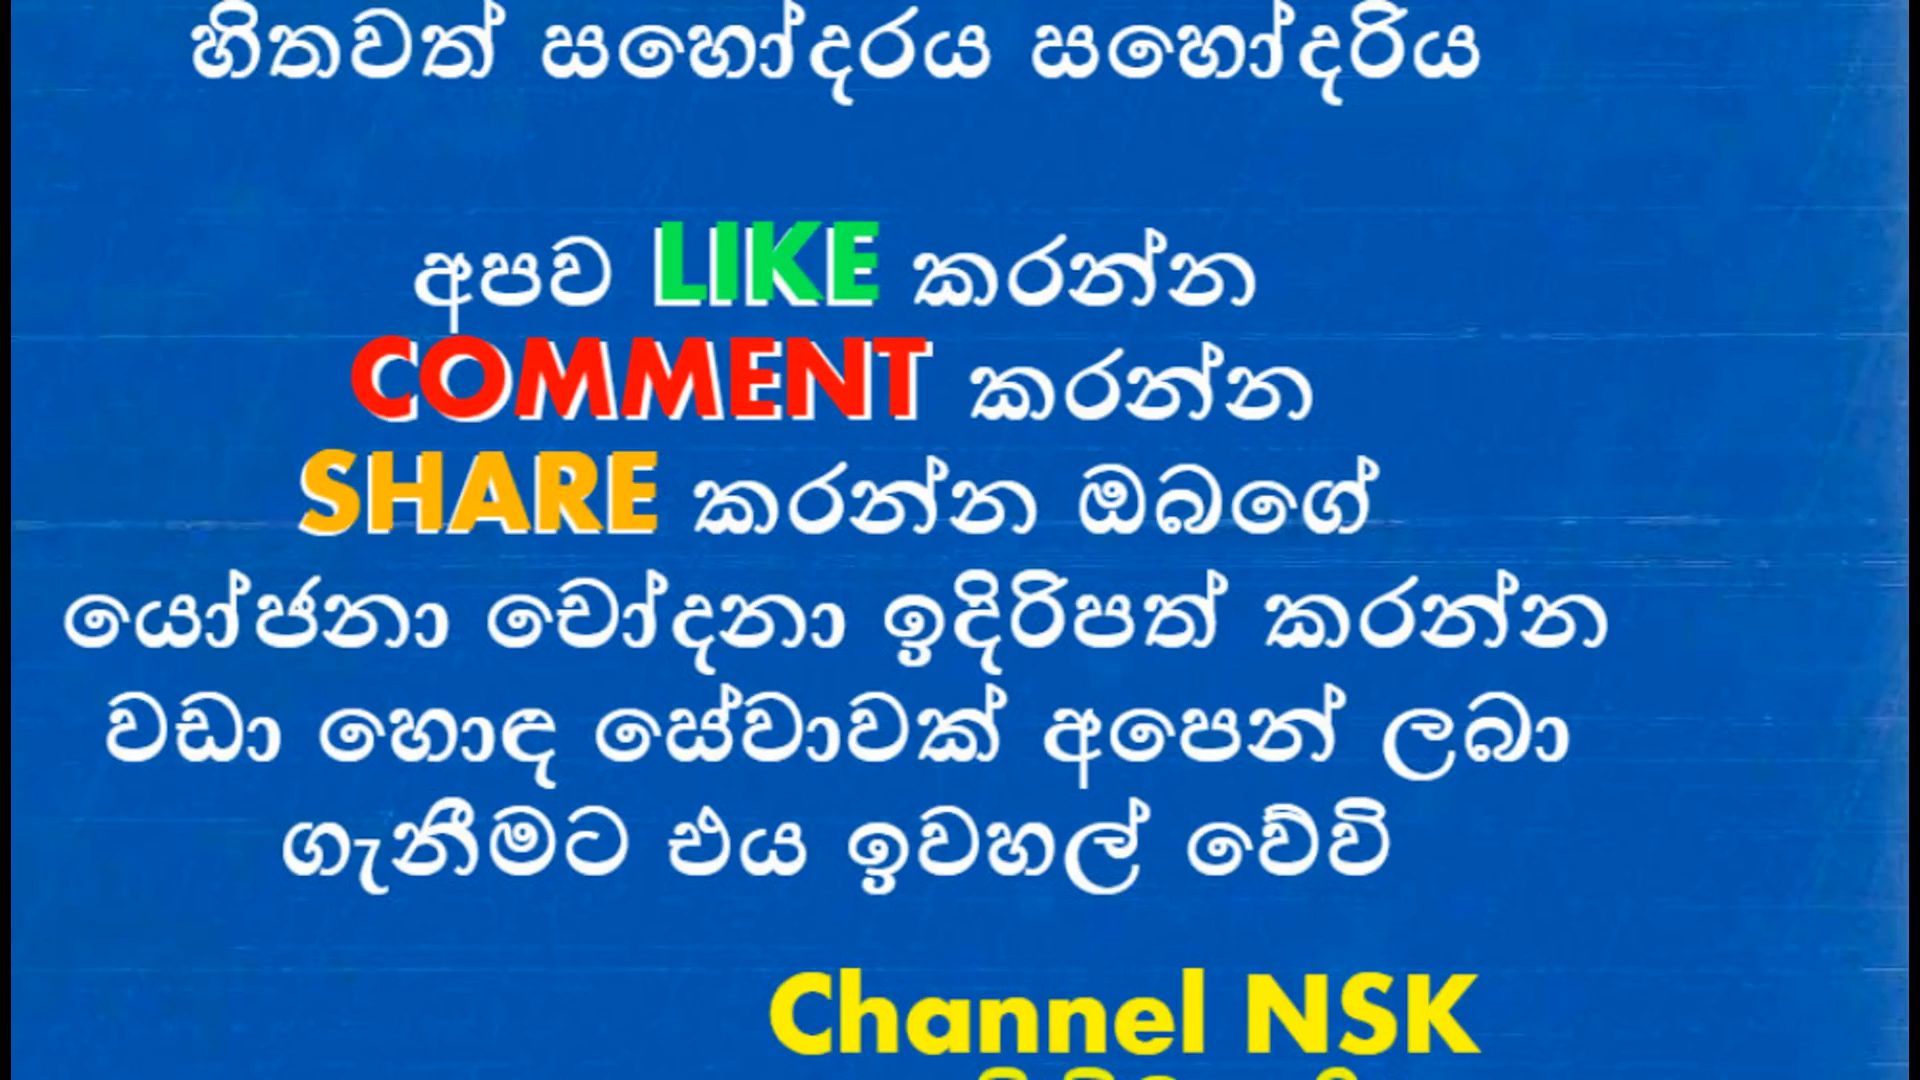 හිතවත් සහෝදරය සහෝදරිය
අපව LIKE කරන්න
COMMENT කරන්න
SHARE කරන්න ඔබගේ
යෝජනා චෝදනා ඉදිරිපත් කරන්න
වඩා හොඳ සේවාවක් අපෙන් ලබා
ගැනීමට එය ඉවහල් වේවි
Channel NSK